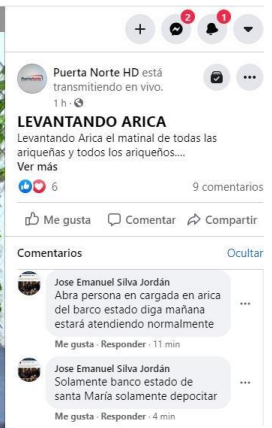 2
1
Puerta Norte HD está
transmitiendo en vivo.
1 h ·
LEVANTANDO ARICA
Levantando Arica el matinal de todas las
ariqueñas y todos los ariqueños....
Ver más
6
9 comentarios
Me gusta
Comentar
Compartir
Comentarios
Ocultar
Jose Emanuel Silva Jordán
Abra persona en cargada en arica
del barco estado diga mañana
estará atendiendo normalmente
Me gusta · Responder · 11 min
Jose Emanuel Silva Jordán
Solamente banco estado de
santa María solamente depocitar
Me gusta · Responder · 4 min